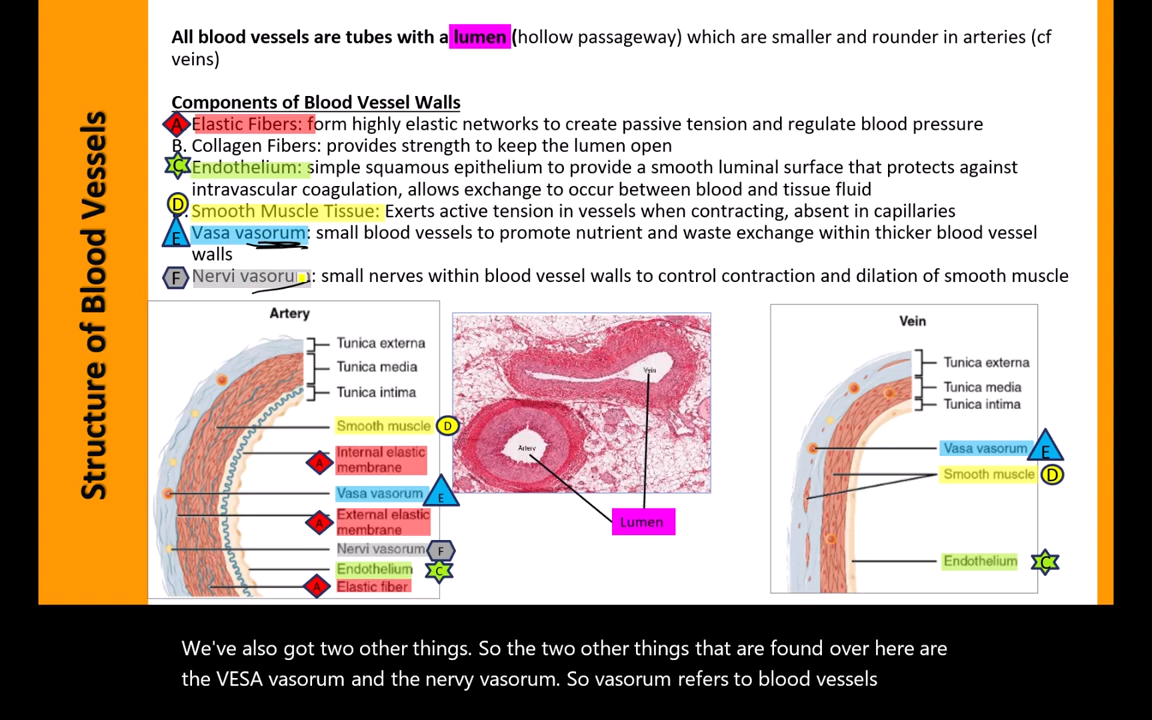 Structure of Blood Vessels
All blood vessels are tubes with a lumen (hollow passageway) which are smaller and rounder in arteries (cf
veins)
Components of Blood Vessel Walls
A Elastic Fibers: form highly elastic networks to create passive tension and regulate blood pressure
B. Collagen Fibers: provides strength to keep the lumen open
C Endothelium: simple squamous epithelium to provide a smooth luminal surface that protects against
intravascular coagulation, allows exchange to occur between blood and tissue fluid
D Smooth Muscle Tissue: Exerts active tension in vessels when contracting, absent in capillaries
E Vasa vasorum: small blood vessels to promote nutrient and waste exchange within thicker blood vessel
walls
F Nervi vasorum: small nerves within blood vessel walls to control contraction and dilation of smooth muscle
Artery
Tunica externa
Tunica media
Tunica intima
Smooth muscle D
A Internal elastic
membrane
Vasa vasorum E
A External elastic
membrane
Nervi vasorum F
Endothelium C
A Elastic fiber
Vein
Artery
Lumen
Vein
Tunica externa
Tunica media
Tunica intima
Vasa vasorum E
Smooth muscle D
Endothelium C
We've also got two other things. So the two other things that are found over here are
the VESA vasorum and the nervy vasorum. So vasorum refers to blood vessels